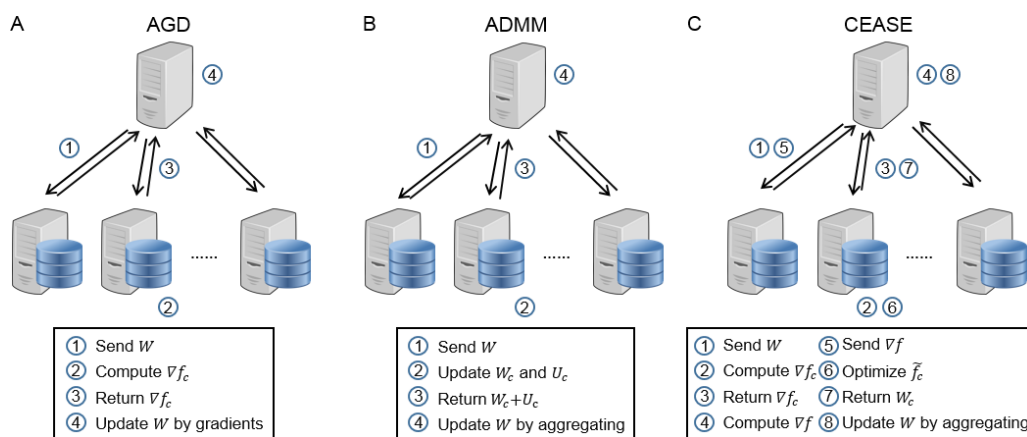 A AGD
④
①
③
......
②
① Send W
② Compute ∇f_c
③ Return ∇f_c
④ Update W by gradients
B ADMM
④
①
③
......
②
① Send W
② Update W_c and U_c
③ Return W_c+U_c
④ Update W by aggregating
C CEASE
④ ⑧
① ⑤
③ ⑦
......
② ⑥
① Send W ⑤ Send ∇f
② Compute ∇f_c ⑥ Optimize f̃_c
③ Return ∇f_c ⑦ Return W_c
④ Compute ∇f ⑧ Update W by aggregating